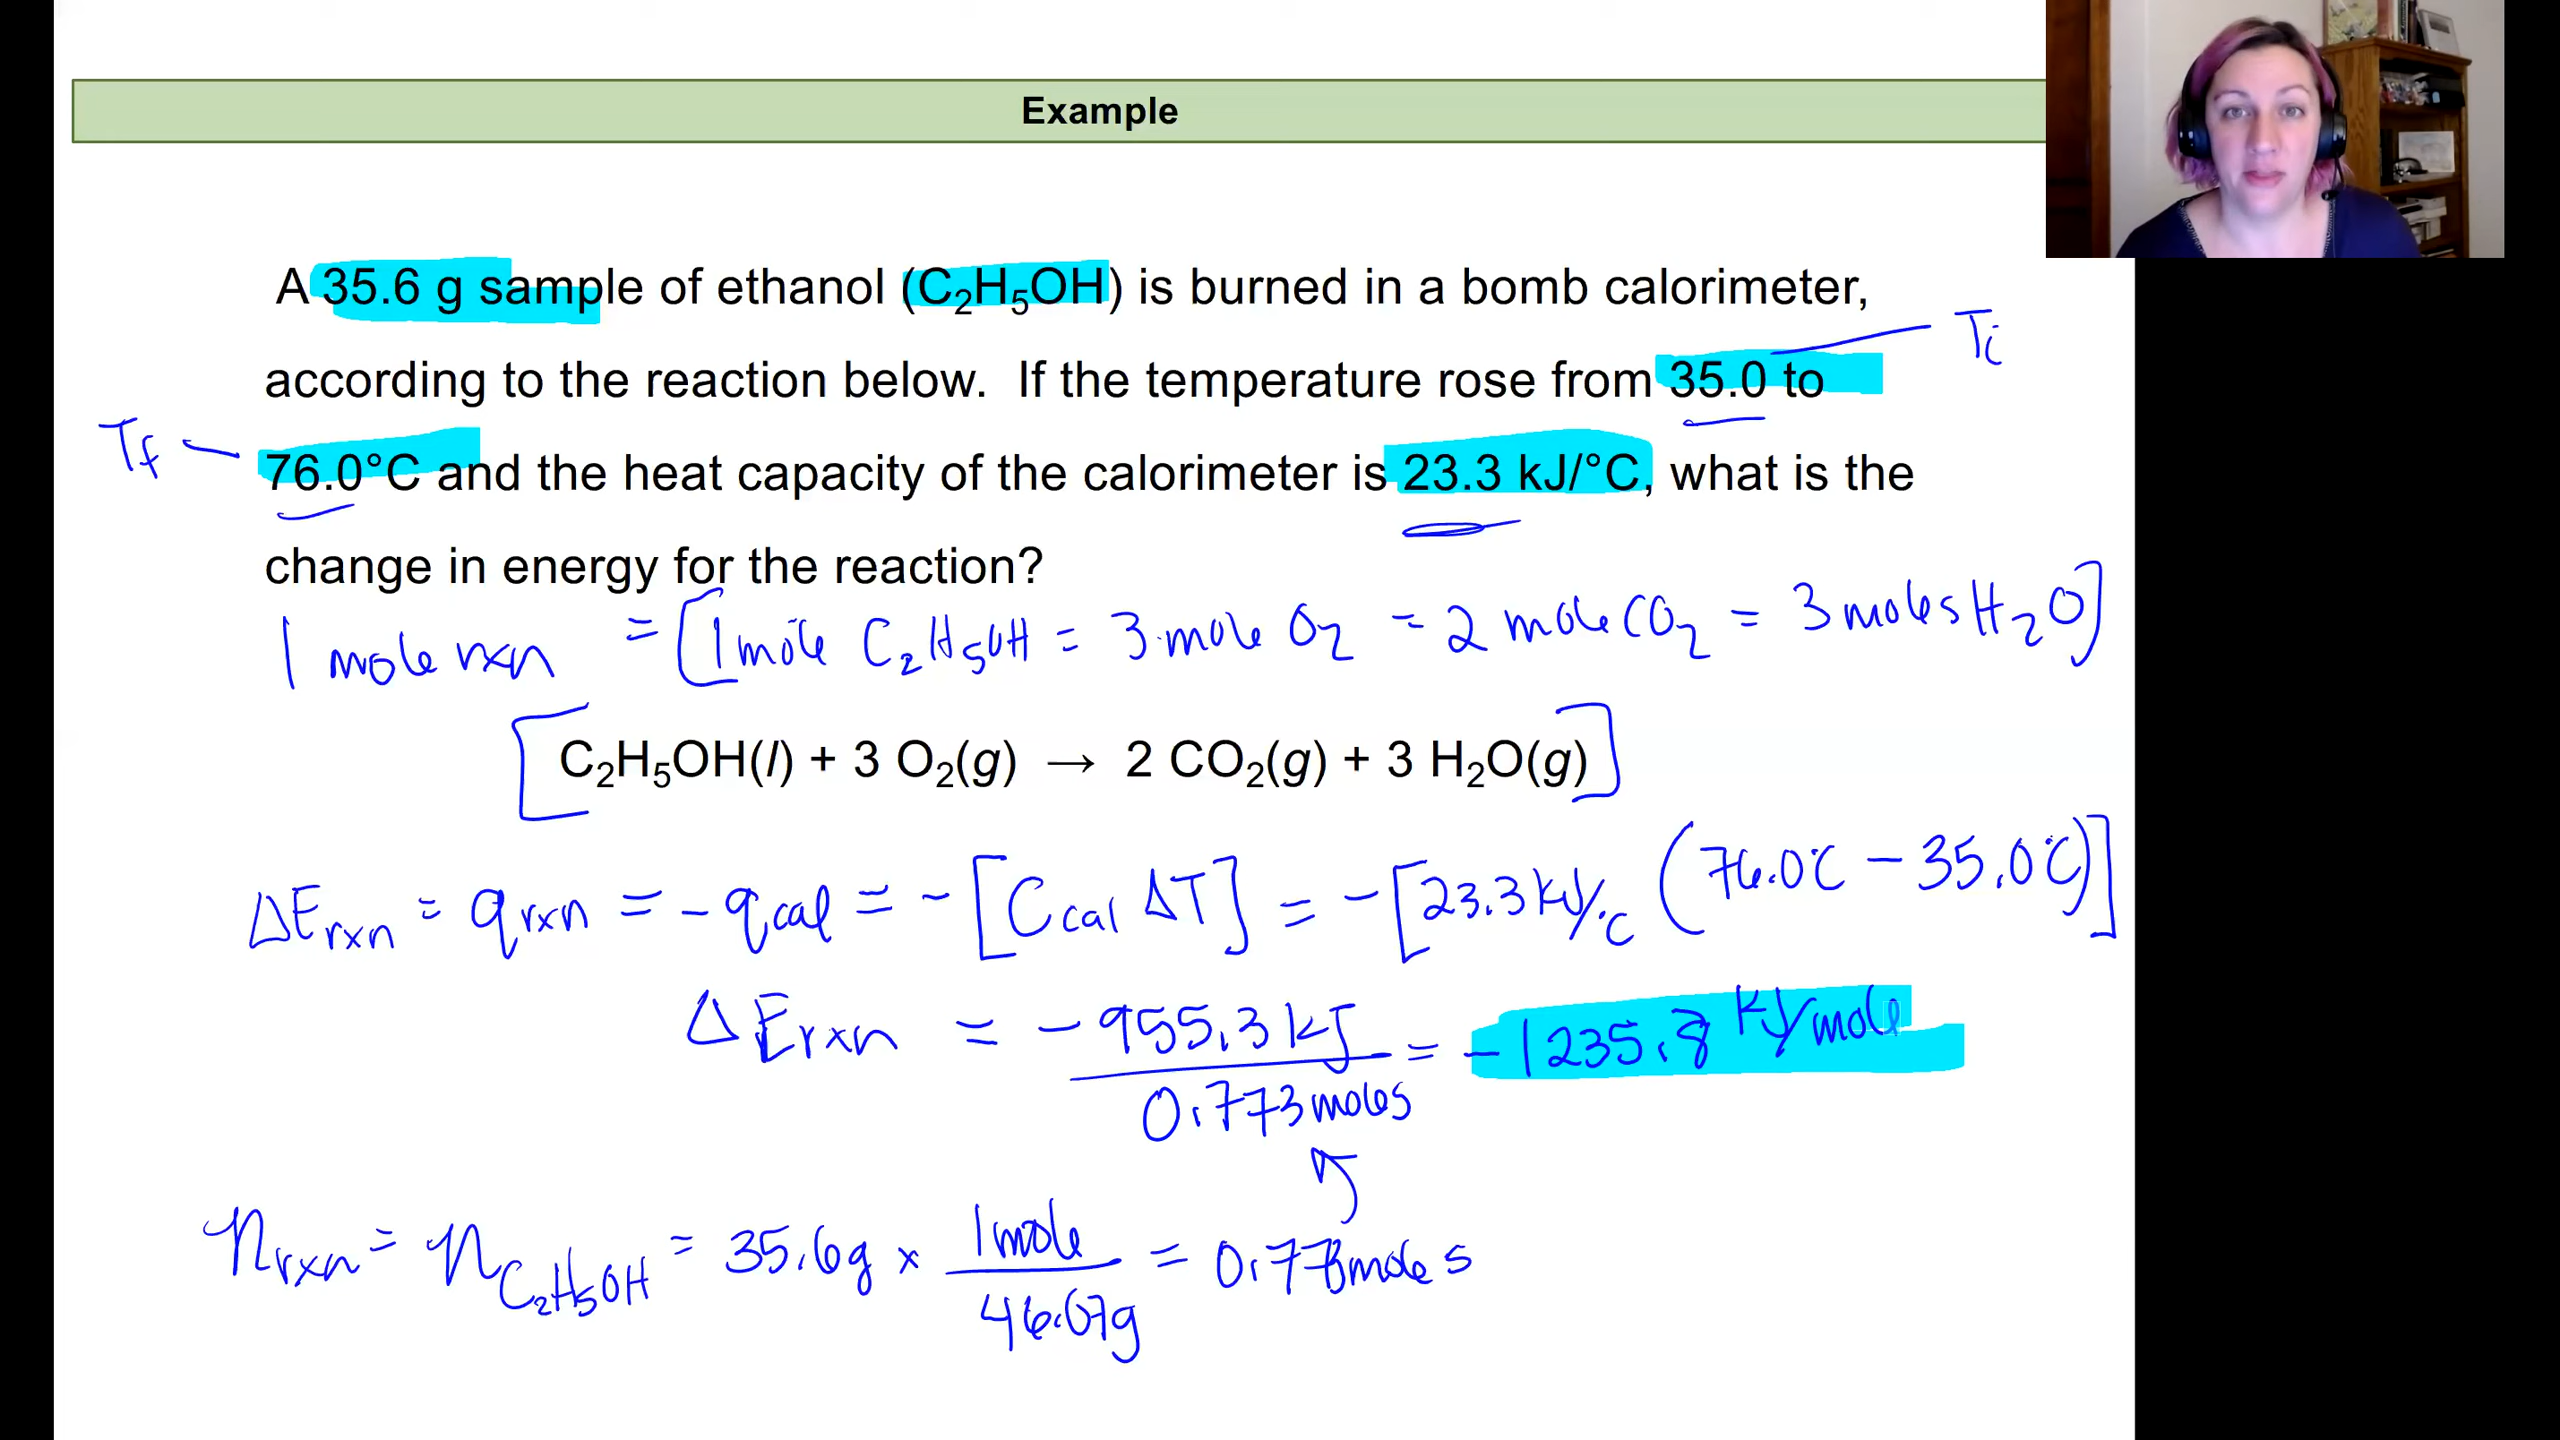 Example
A 35.6 g sample of ethanol (C₂H₅OH) is burned in a bomb calorimeter,
Ti
according to the reaction below. If the temperature rose from 35.0 to
Tf
76.0°C and the heat capacity of the calorimeter is 23.3 kJ/°C, what is the
change in energy for the reaction?
1 mole rxn = [1 mole C₂H₅OH = 3 mole O₂ = 2 mole CO₂ = 3 moles H₂O]
[C₂H₅OH(l) + 3 O₂(g) → 2 CO₂(g) + 3 H₂O(g)]
ΔErxn = qrxn = -qcal = -[Ccal ΔT] = -[23.3 kJ/°C (76.0°C - 35.0°C)]
ΔErxn = -955.3 kJ / 0.773 moles = -1235.8 kJ/mole
nrxn = nC₂H₅OH = 35.6g × 1 mole / 46.07g = 0.773 moles